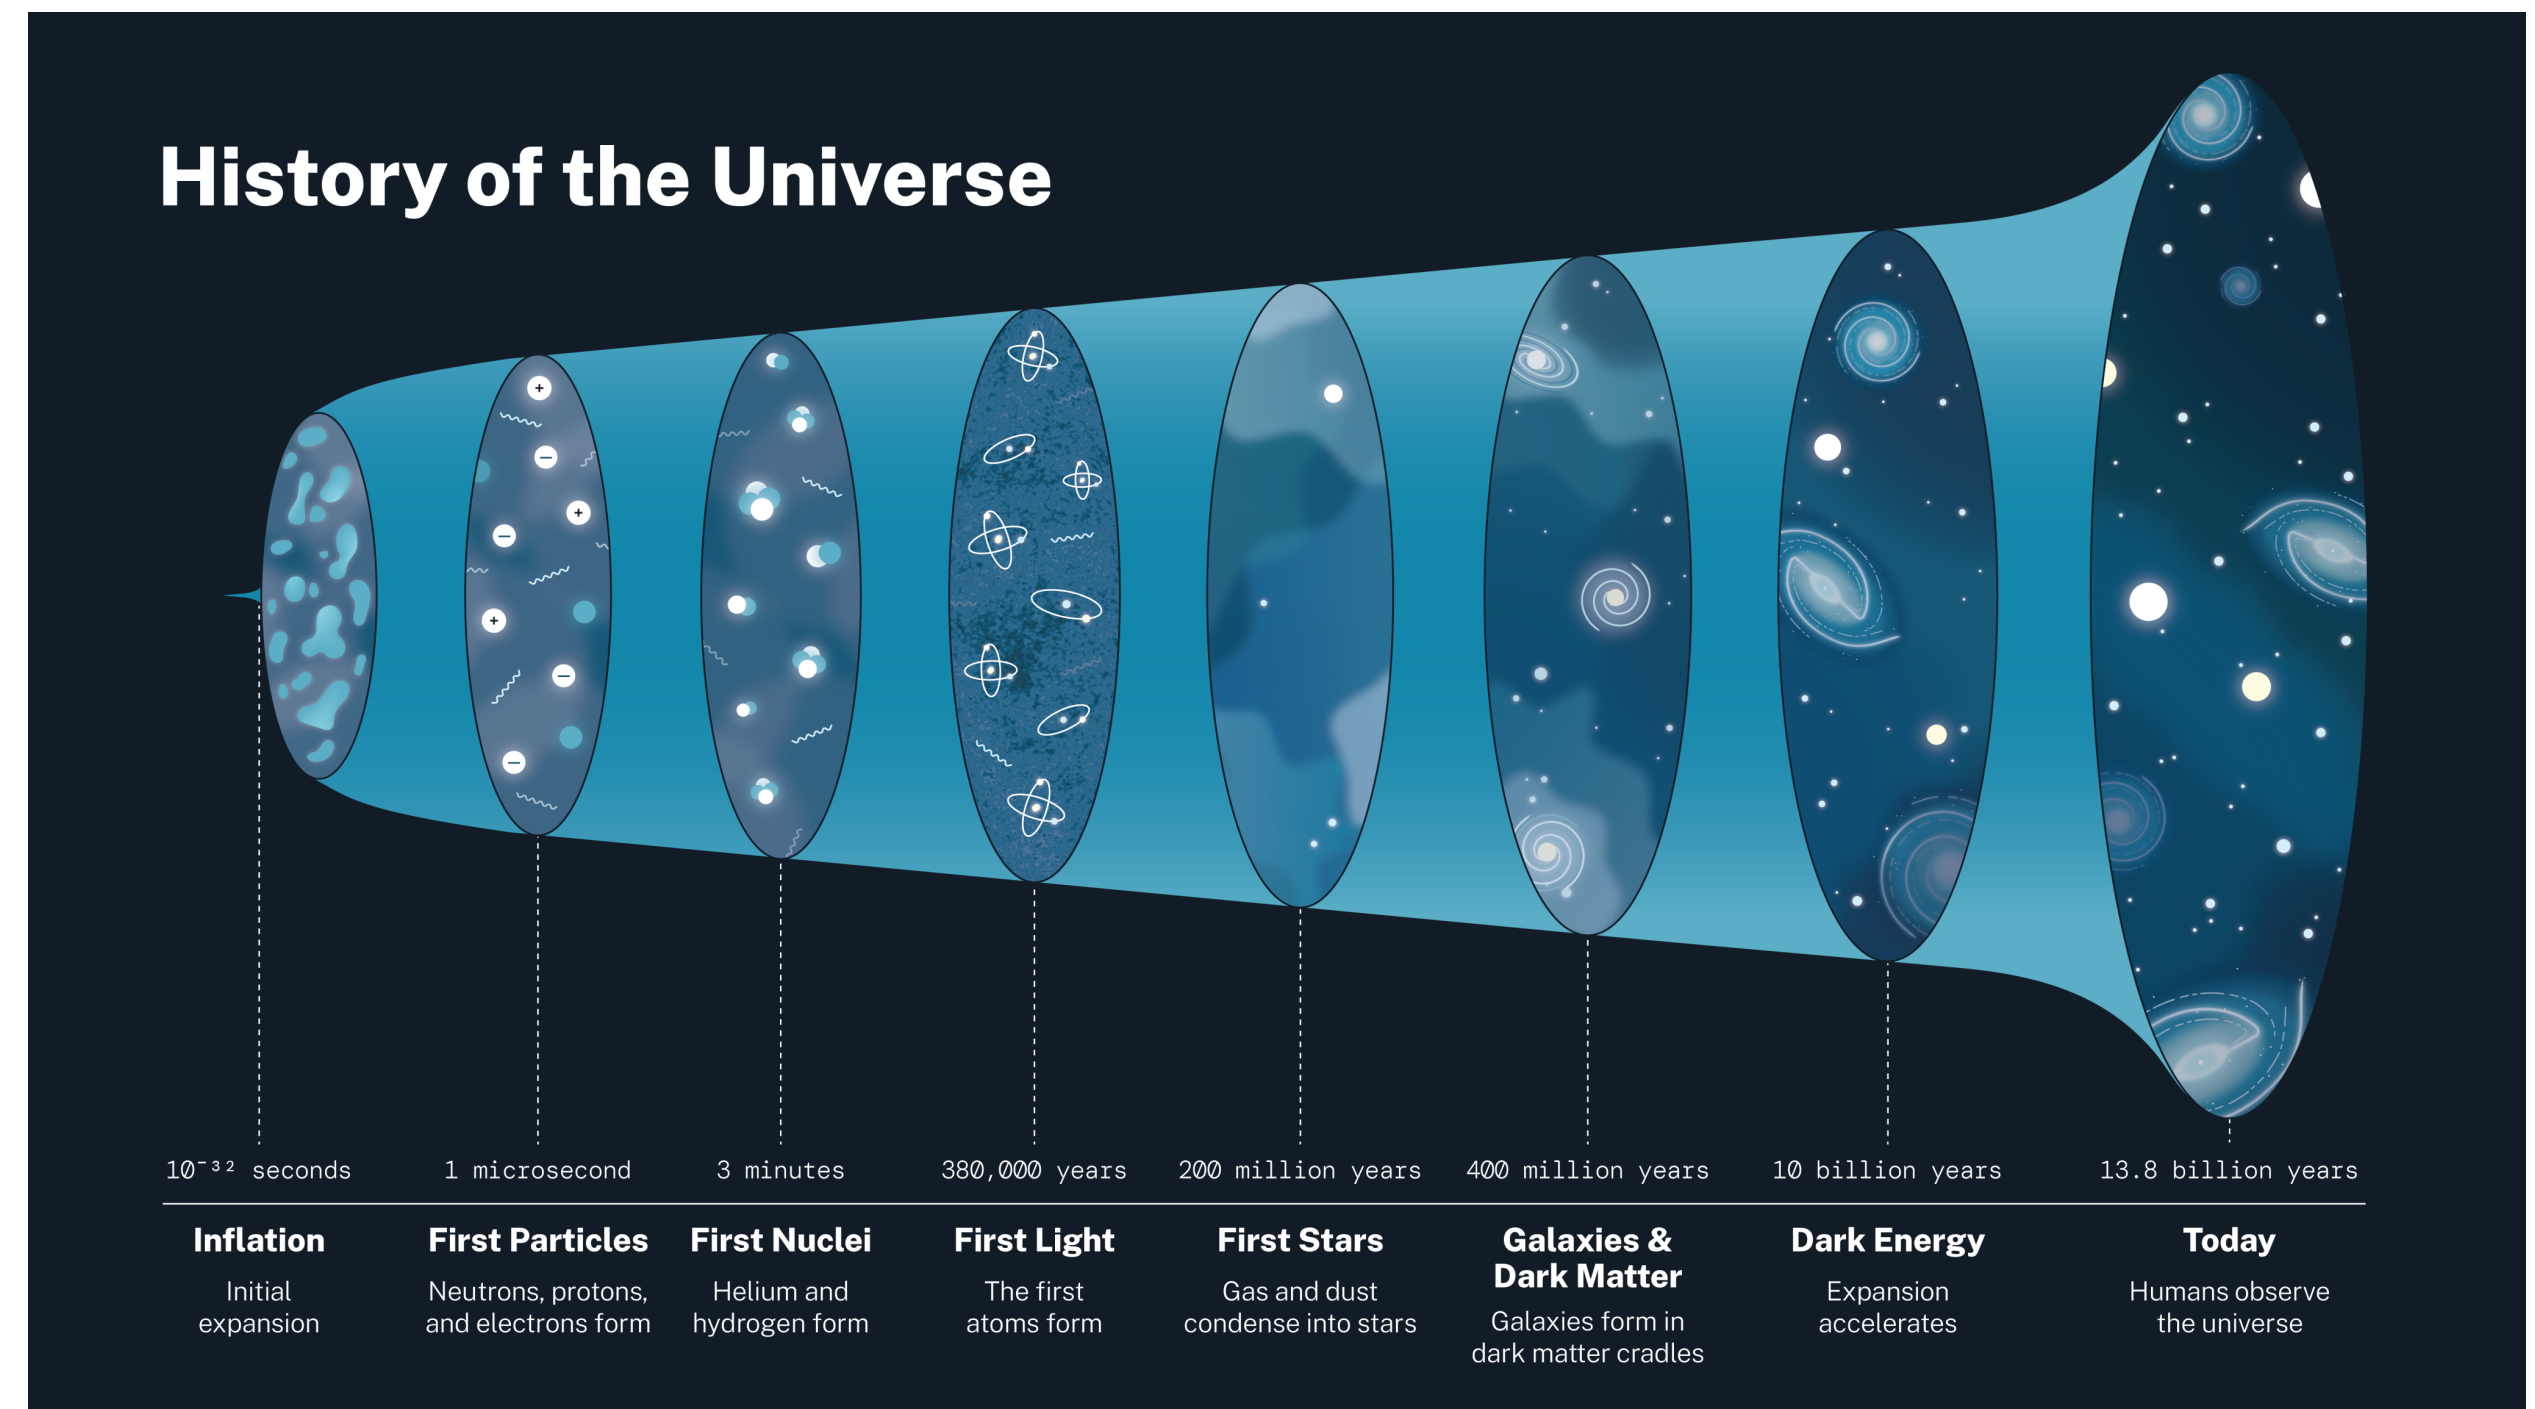 History of the Universe
+
−
+
−
+
−
−
10⁻³² seconds
1 microsecond
3 minutes
380,000 years
200 million years
400 million years
10 billion years
13.8 billion years
Inflation
Initial
expansion
First Particles
Neutrons, protons,
and electrons form
First Nuclei
Helium and
hydrogen form
First Light
The first
atoms form
First Stars
Gas and dust
condense into stars
Galaxies &
Dark Matter
Galaxies form in
dark matter cradles
Dark Energy
Expansion
accelerates
Today
Humans observe
the universe